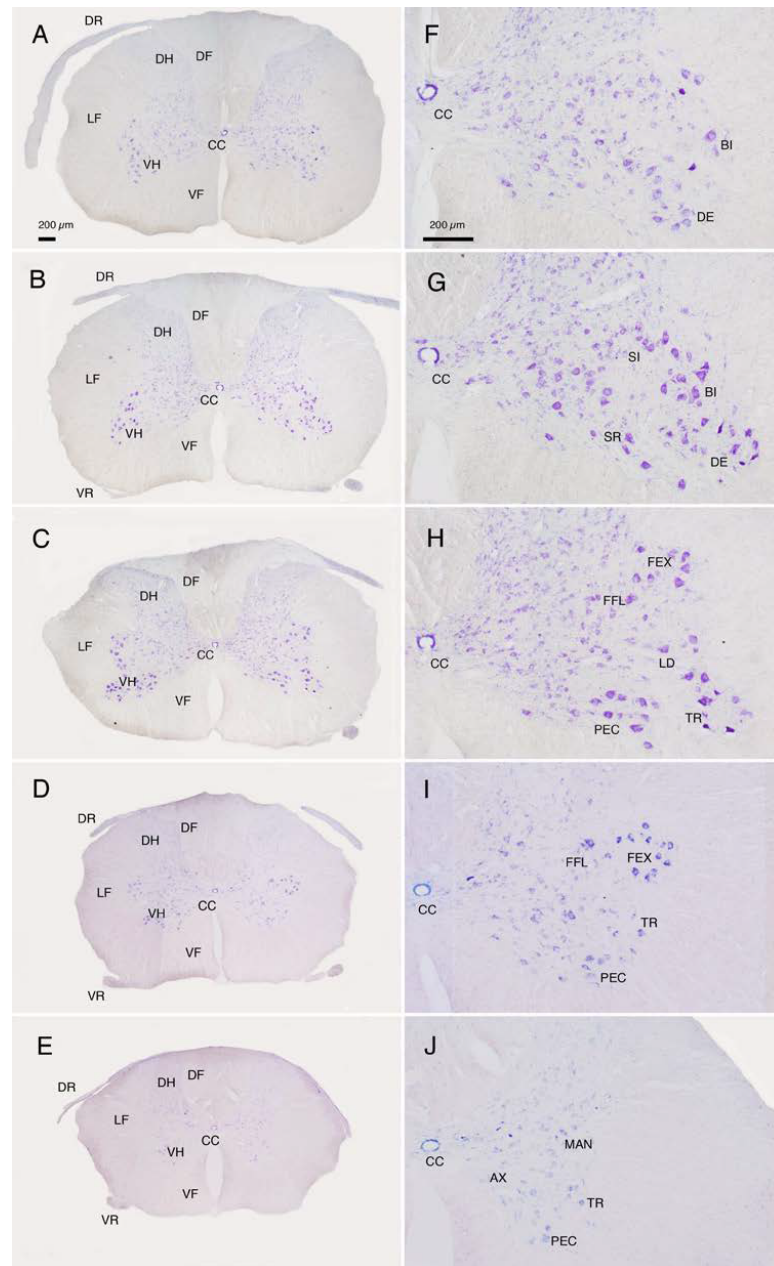 A
DR
DH
DF
LF
VH
CC
VF
200 µm
F
CC
BI
DE
200 µm
B
DR
DH
DF
LF
CC
VH
VF
VR
G
CC
SI
BI
SR
DE
C
DF
DH
LF
CC
VH
VF
H
FEX
FFL
CC
LD
PEC
TR
D
DR
DH
DF
LF
CC
VH
VF
VR
I
FFL
FEX
CC
TR
PEC
E
DR
DH
DF
LF
CC
VH
VF
VR
J
MAN
CC
AX
TR
PEC